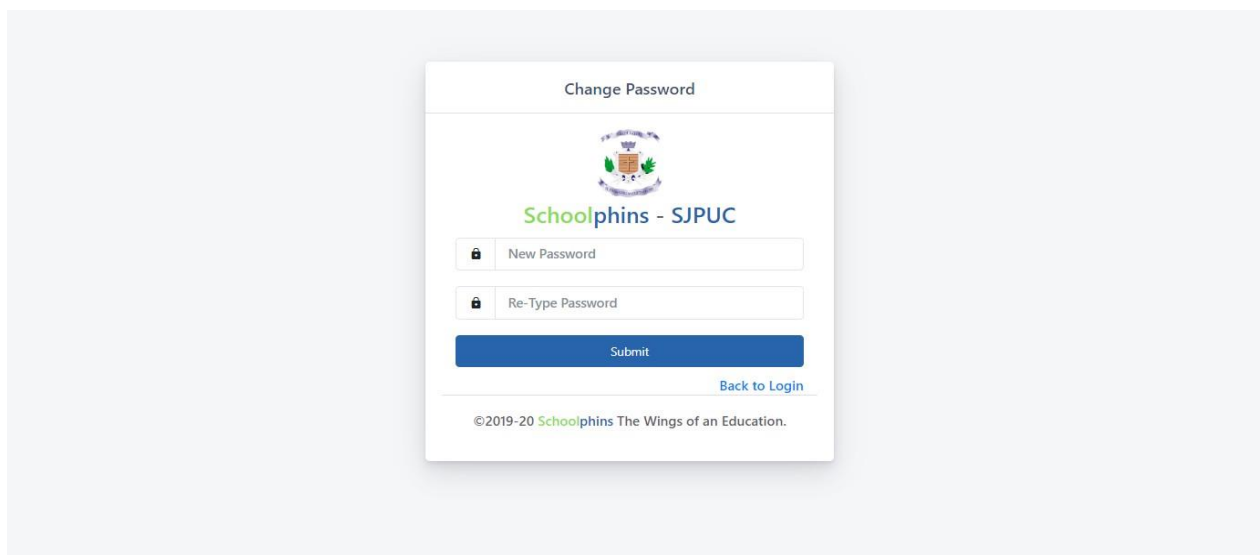 Change Password
Schoolphins - SJPUC
New Password
Re-Type Password
Submit
Back to Login
©2019-20 Schoolphins The Wings of an Education.